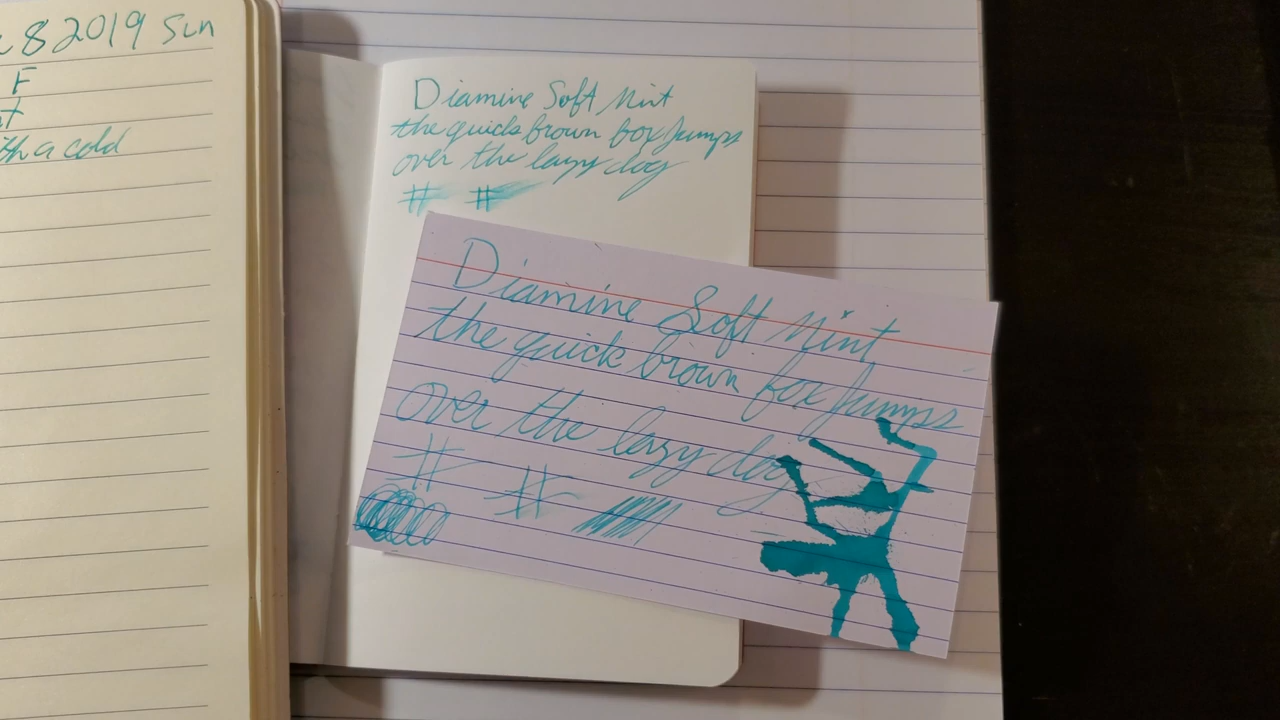 8 2019 Sun
F
a cold
Diamine Soft Mint
the quick brown fox jumps
over the lazy dog
# #
Diamine Soft Mint
the quick brown fox jumps
over the lazy dog
# #